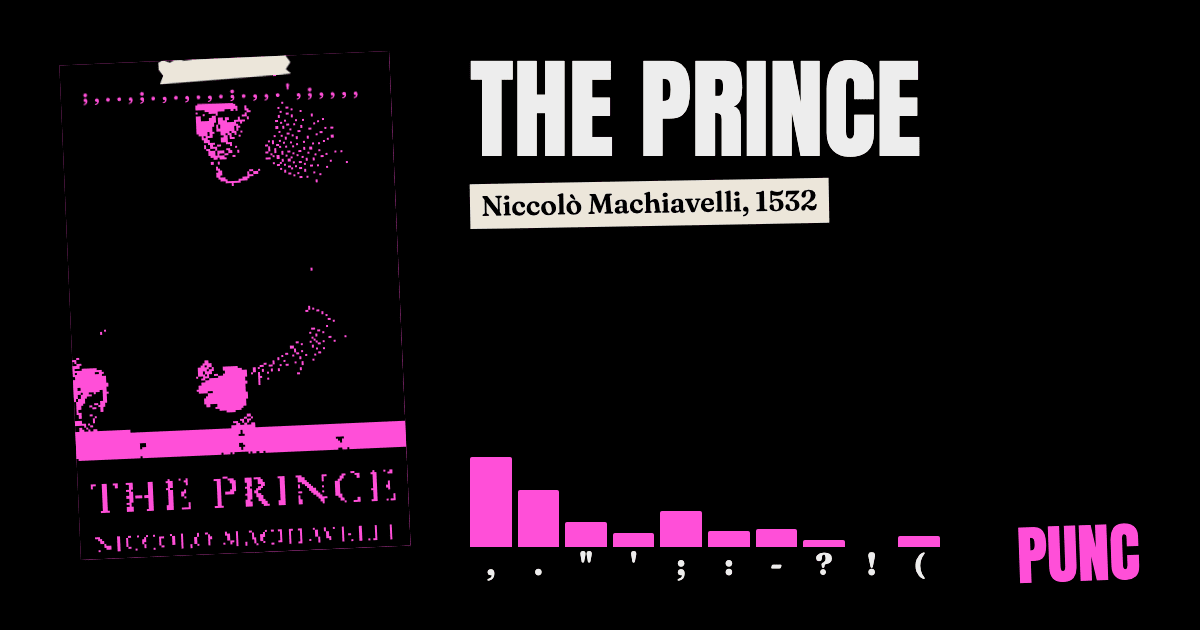 ;,..,;.,.,..,.;.,,.',;,,,,
THE PRINCE
NICCOLÒ MACHIAVELLI
THE PRINCE
Niccolò Machiavelli, 1532
, . " ' ; : - ? ! (
PUNC